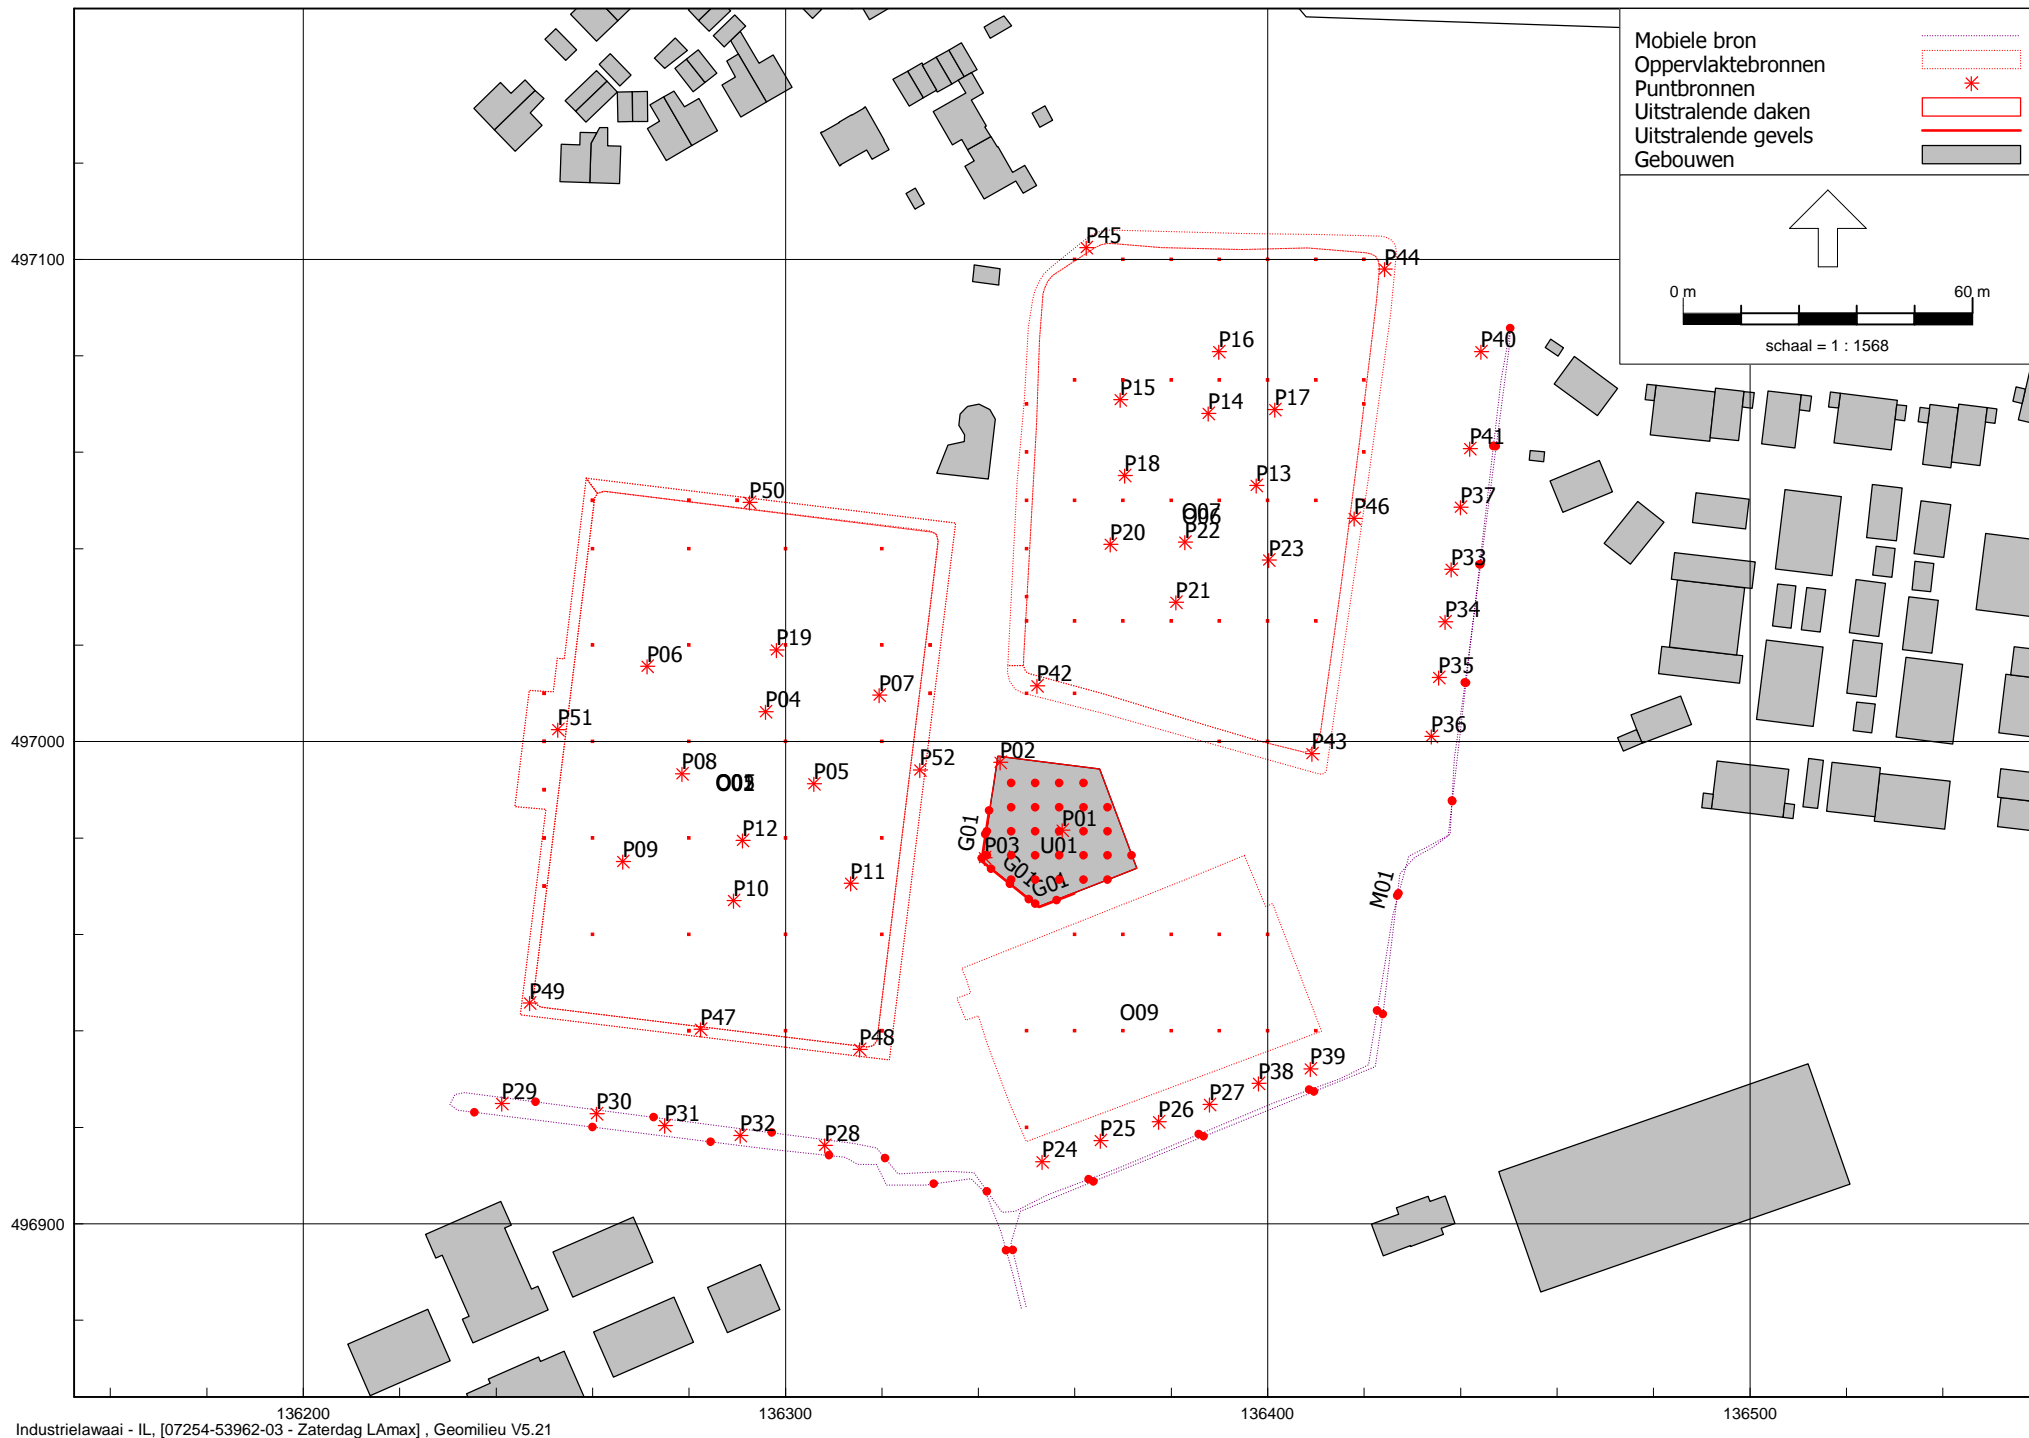 Mobiele bron
Oppervlaktebronnen
Puntbronnen
Uitstralende daken
Uitstralende gevels
Gebouwen
0 m 60 m
schaal = 1 : 1568
P45
P44
497100
P16
P40
P15
P14
P17
P41
P18
P13
P50
P37
O07
O06
P46
P20
P22
P23
P33
P21
P34
P19
P06
P35
P42
P07
P04
P51
P36
497000
P43
P02
P52
P08
P05
O01
P01
G01
P12
U01
P03
P09
G01
G01
P11
M01
P10
P49
O09
P47
P48
P39
P38
P29
P27
P30
P26
P31
P32
P25
P28
P24
496900
136200 136300 136400 136500
Industrielawaai - IL, [07254-53962-03 - Zaterdag LAmax] , Geomilieu V5.21